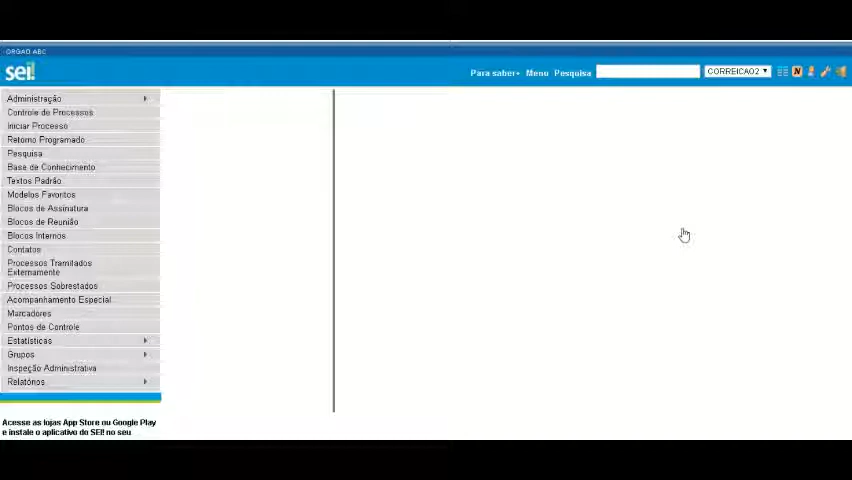 ORGAO ABC
sei!
Para saber+ Menu Pesquisa CORREICAO2
Administração
Controle de Processos
Iniciar Processo
Retorno Programado
Pesquisa
Base de Conhecimento
Textos Padrão
Modelos Favoritos
Blocos de Assinatura
Blocos de Reunião
Blocos Internos
Contatos
Processos Tramitados
Externamente
Processos Sobrestados
Acompanhamento Especial
Marcadores
Pontos de Controle
Estatísticas
Grupos
Inspeção Administrativa
Relatórios
Acesse as lojas App Store ou Google Play
e instale o aplicativo do SEI! no seu